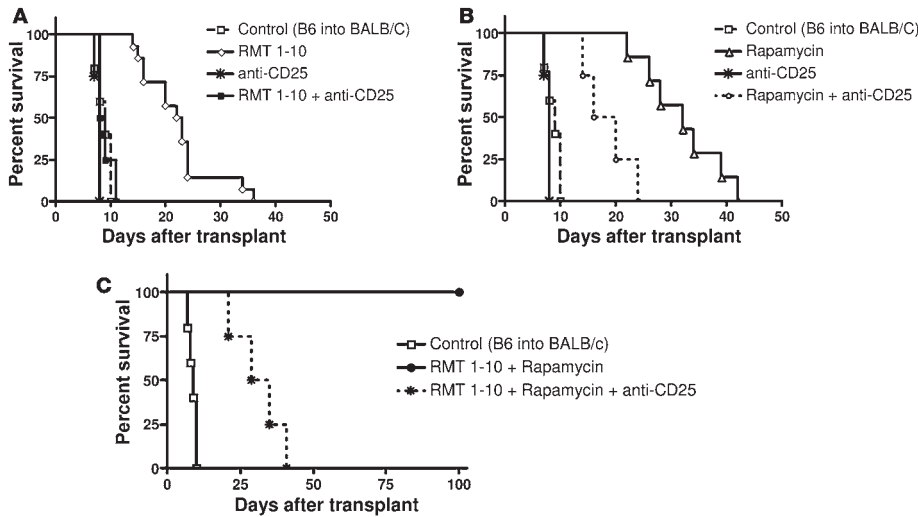 A
Percent survival
100
75
50
25
0
0 10 20 30 40 50
Days after transplant
Control (B6 into BALB/C)
RMT 1-10
anti-CD25
RMT 1-10 + anti-CD25
B
Percent survival
100
75
50
25
0
0 10 20 30 40 50
Days after transplant
Control (B6 into BALB/C)
Rapamycin
anti-CD25
Rapamycin + anti-CD25
C
Percent survival
100
75
50
25
0
0 25 50 75 100
Days after transplant
Control (B6 into BALB/c)
RMT 1-10 + Rapamycin
RMT 1-10 + Rapamycin + anti-CD25